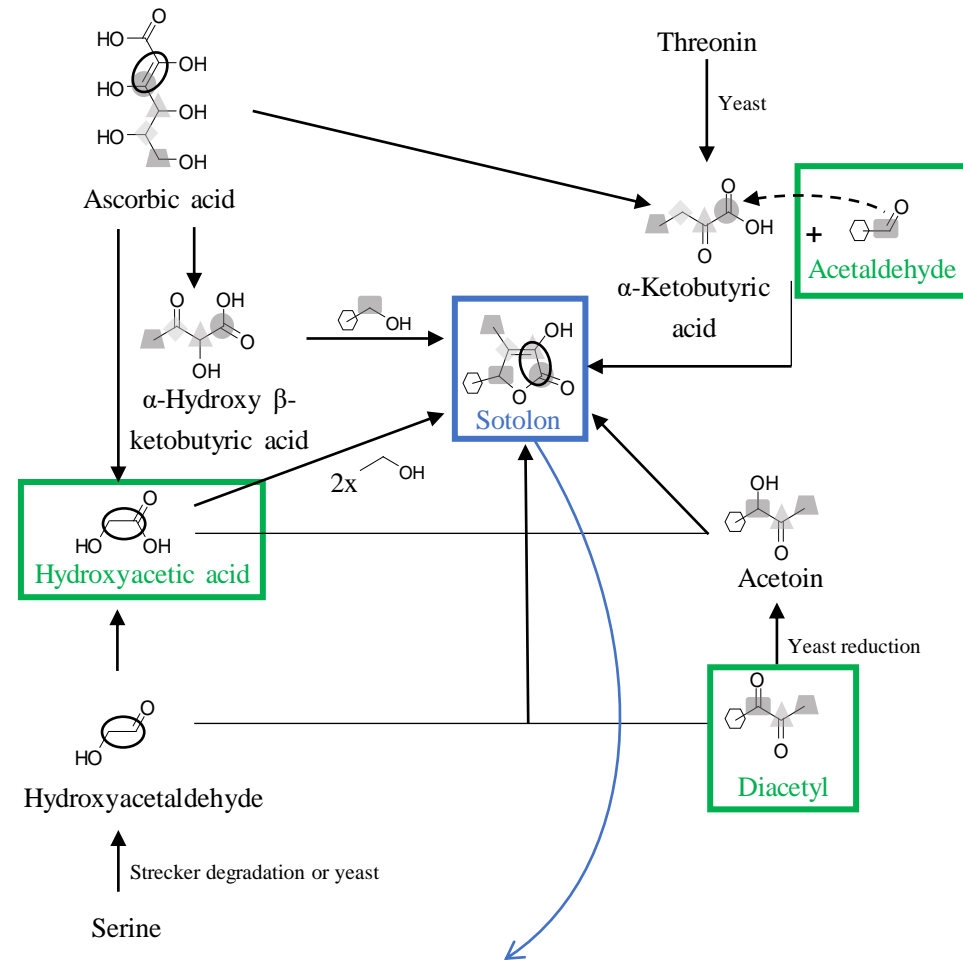 HO
O
OH
HO
OH
HO
OH
Ascorbic acid
Threonin
Yeast
O
OH
O
α-Ketobutyric
acid
+
O
Acetaldehyde
O
OH
O
OH
α-Hydroxy β-
ketobutyric acid
OH
OH
O
O
Sotolon
2x
OH
O
HO
OH
Hydroxyacetic acid
OH
O
Acetoin
Yeast reduction
O
HO
Hydroxyacetaldehyde
O
O
Diacetyl
Strecker degradation or yeast
Serine